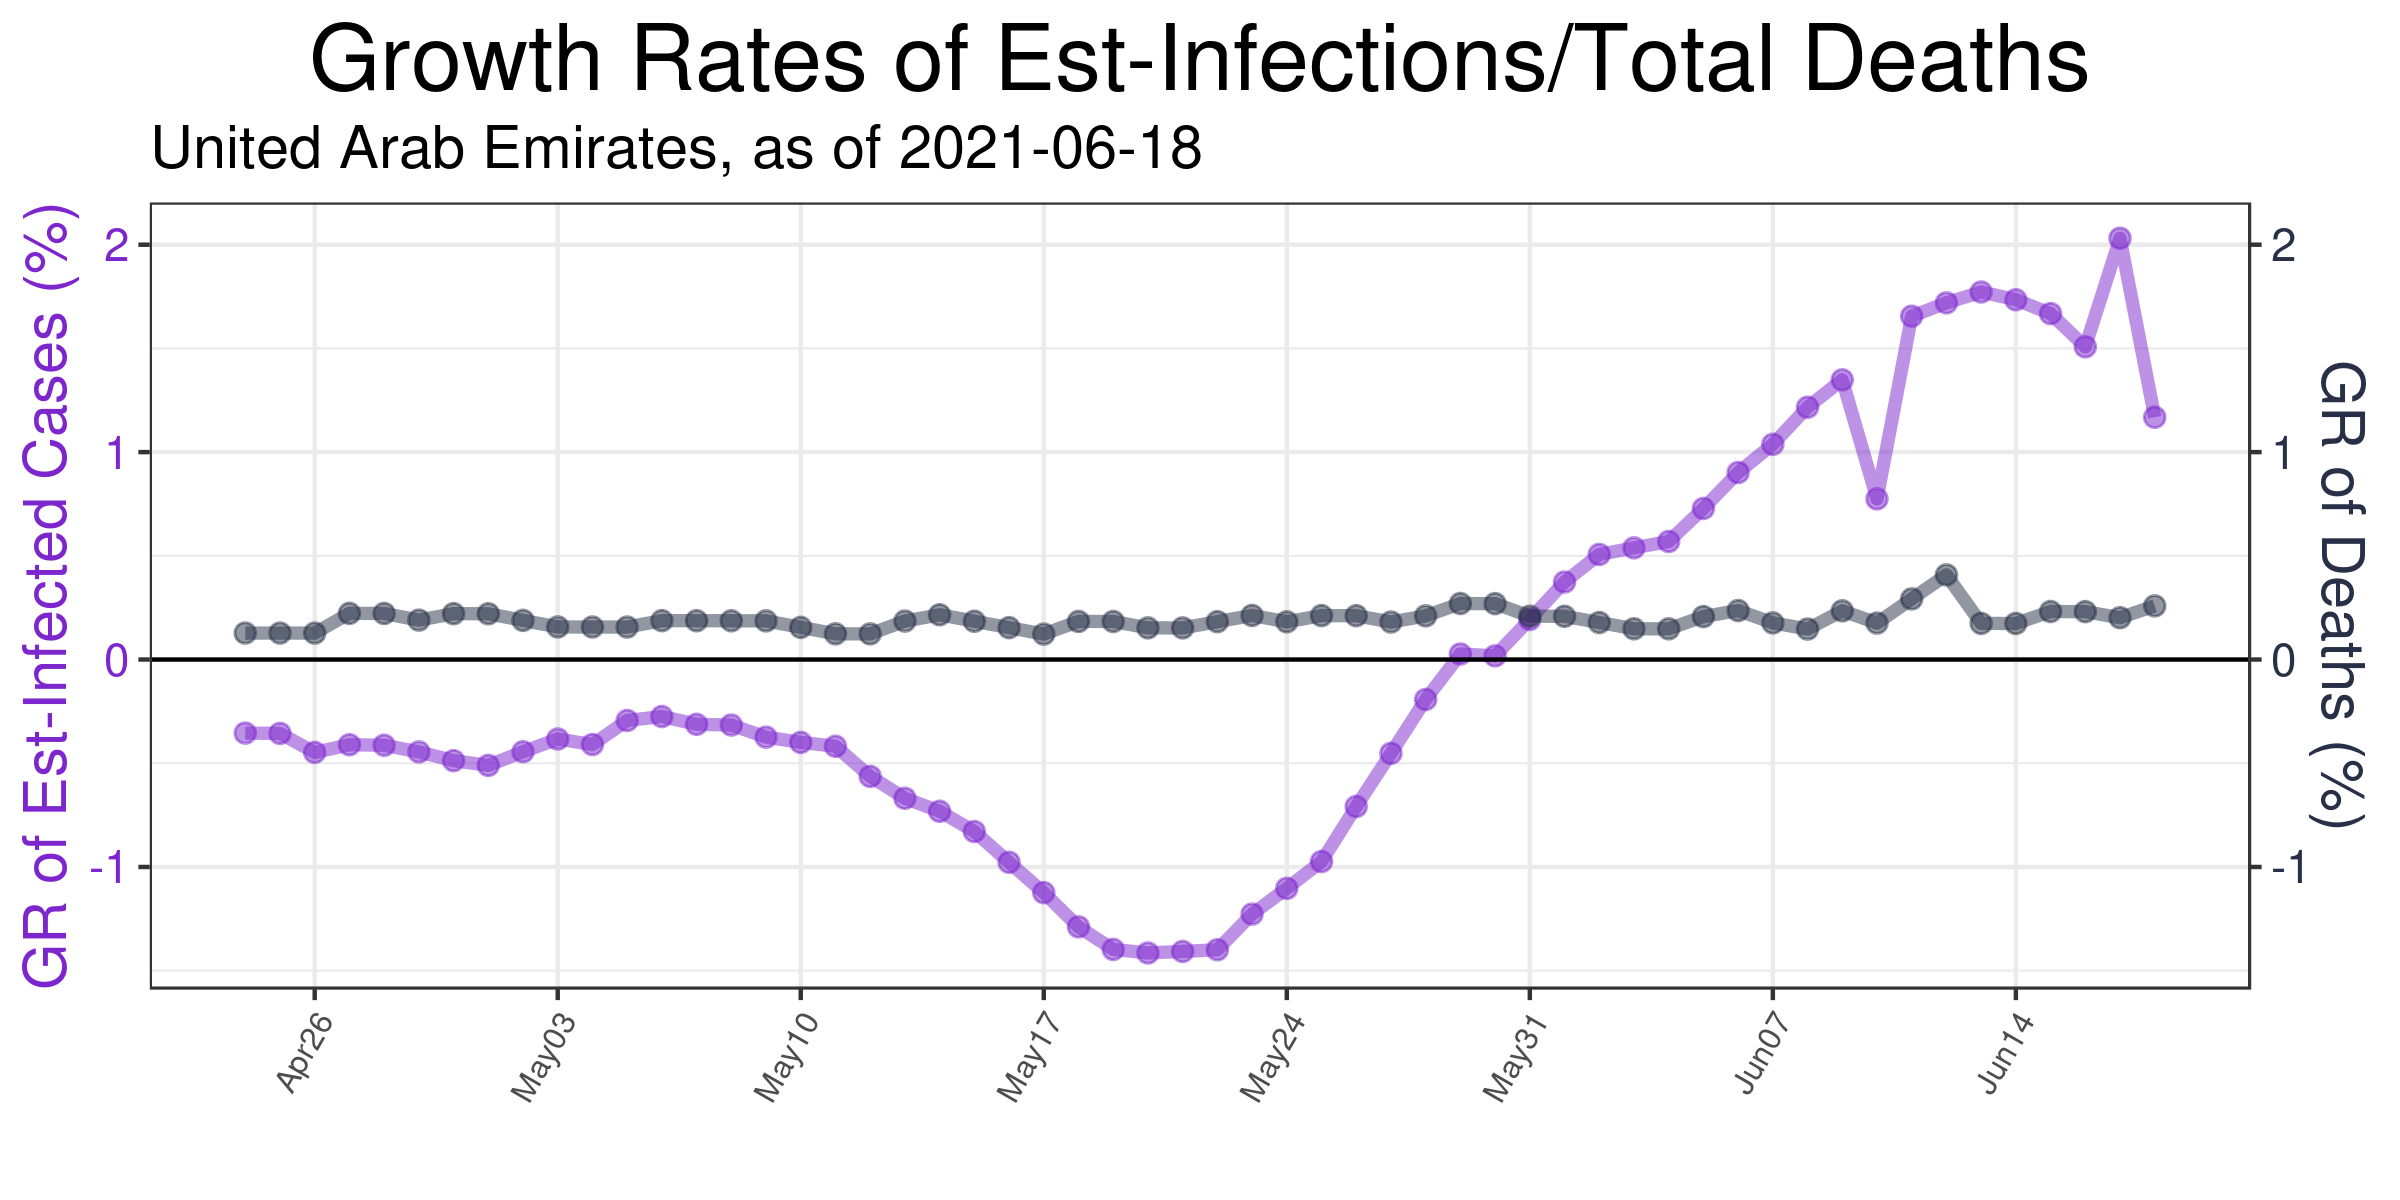 Growth Rates of Est-Infections/Total Deaths
United Arab Emirates, as of 2021-06-18
GR of Est-Infected Cases (%)
2
1
0
-1
2
1
0
-1
GR of Deaths (%)
Apr26
May03
May10
May17
May24
May31
Jun07
Jun14